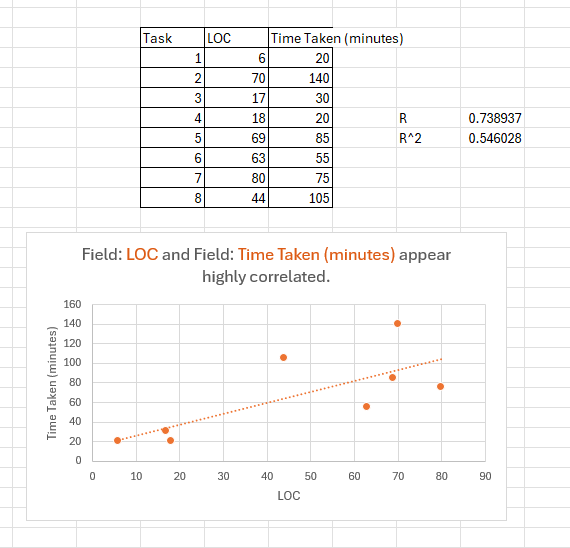 Task LOC Time Taken (minutes)
1 6 20
2 70 140
3 17 30
4 18 20 R 0.738937
5 69 85 R^2 0.546028
6 63 55
7 80 75
8 44 105
Field: LOC and Field: Time Taken (minutes) appear
highly correlated.
Time Taken (minutes)
160
140
120
100
80
60
40
20
0
0 10 20 30 40 50 60 70 80 90
LOC